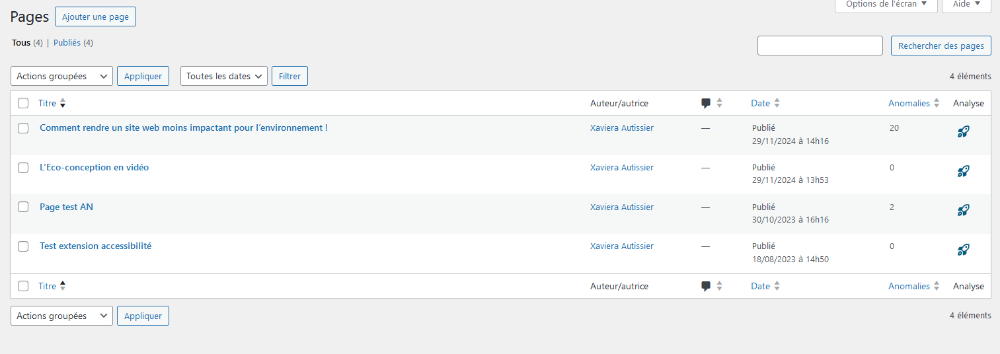 Pages Ajouter une page Options de l'écran Aide
Tous (4) | Publiés (4)
Rechercher des pages
Actions groupées Appliquer Toutes les dates Filtrer 4 éléments
Titre Auteur/autrice Date Anomalies Analyse
Comment rendre un site web moins impactant pour l’environnement ! Xaviera Autissier — Publié 20
29/11/2024 à 14h16
L’Eco-conception en vidéo Xaviera Autissier — Publié 0
29/11/2024 à 13h53
Page test AN Xaviera Autissier — Publié 2
30/10/2023 à 16h16
Test extension accessibilité Xaviera Autissier — Publié 0
18/08/2023 à 14h50
Titre Auteur/autrice Date Anomalies Analyse
Actions groupées Appliquer 4 éléments